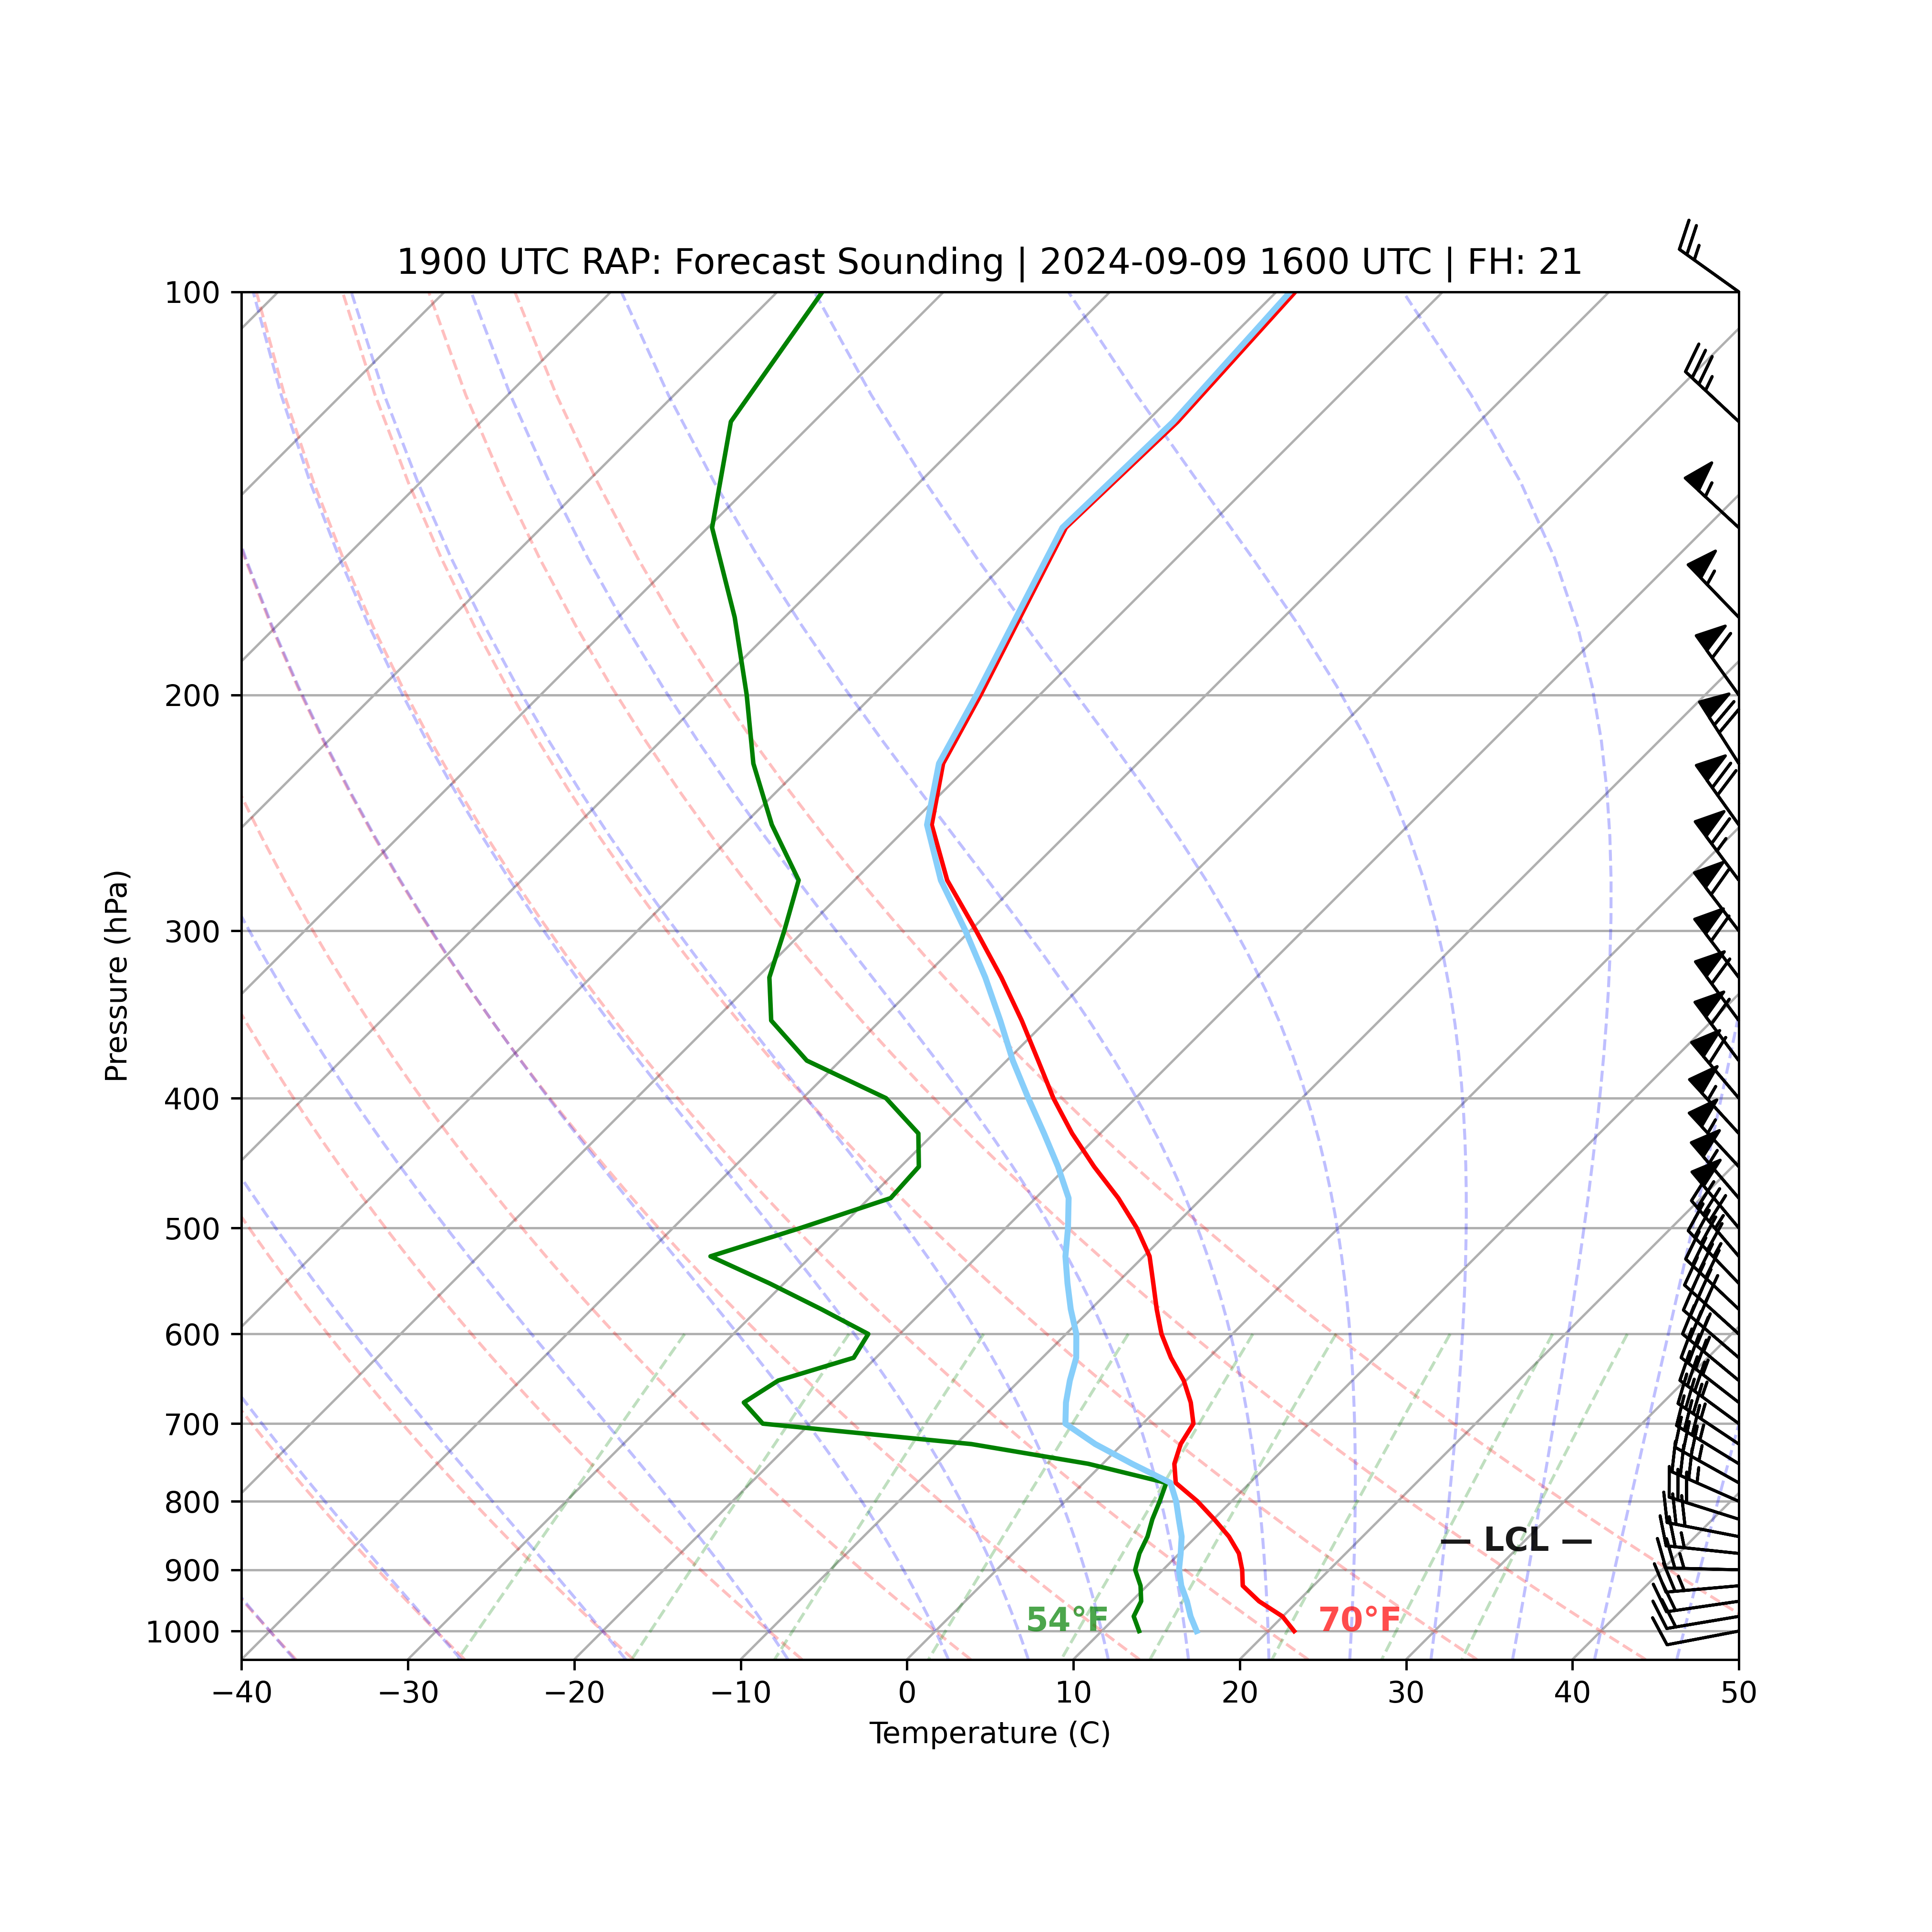 1900 UTC RAP: Forecast Sounding | 2024-09-09 1600 UTC | FH: 21
100
200
300
400
500
600
700
800
900
1000
Pressure (hPa)
— LCL —
54°F
70°F
−40 −30 −20 −10 0 10 20 30 40 50
Temperature (C)